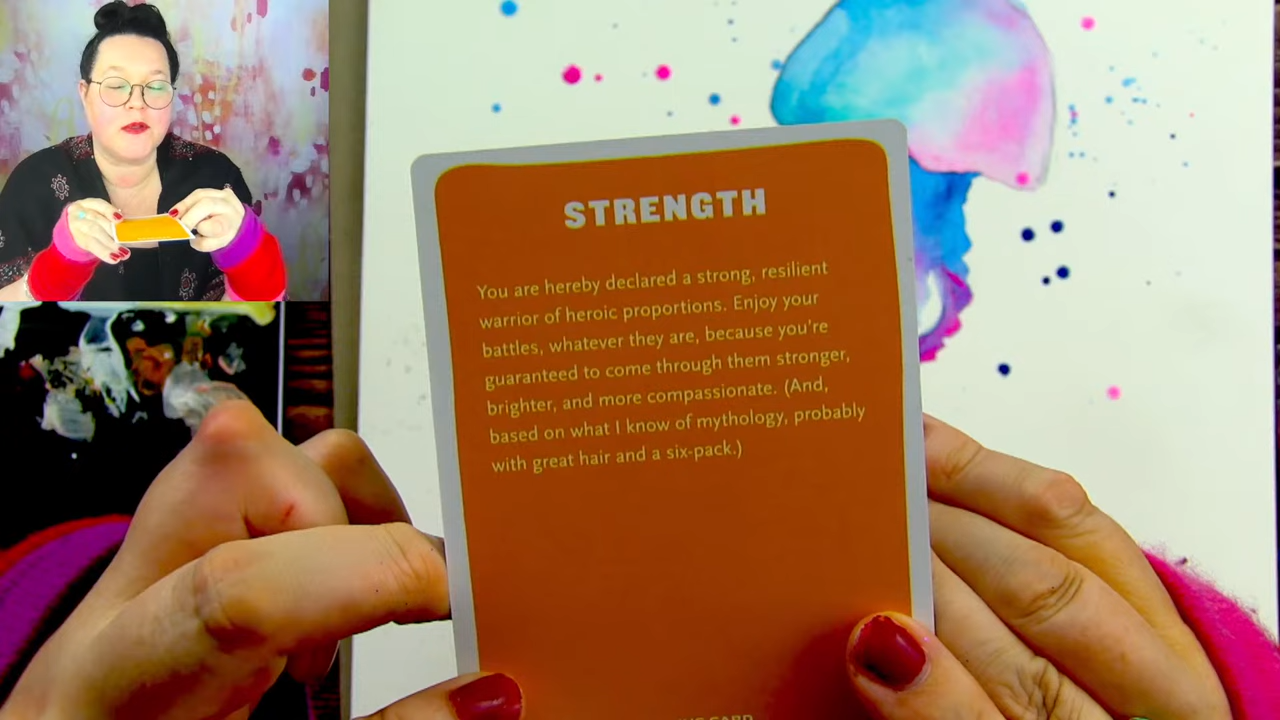 STRENGTH
You are hereby declared a strong, resilient
warrior of heroic proportions. Enjoy your
battles, whatever they are, because you're
guaranteed to come through them stronger,
brighter, and more compassionate. (And,
based on what I know of mythology, probably
with great hair and a six-pack.)
CARD